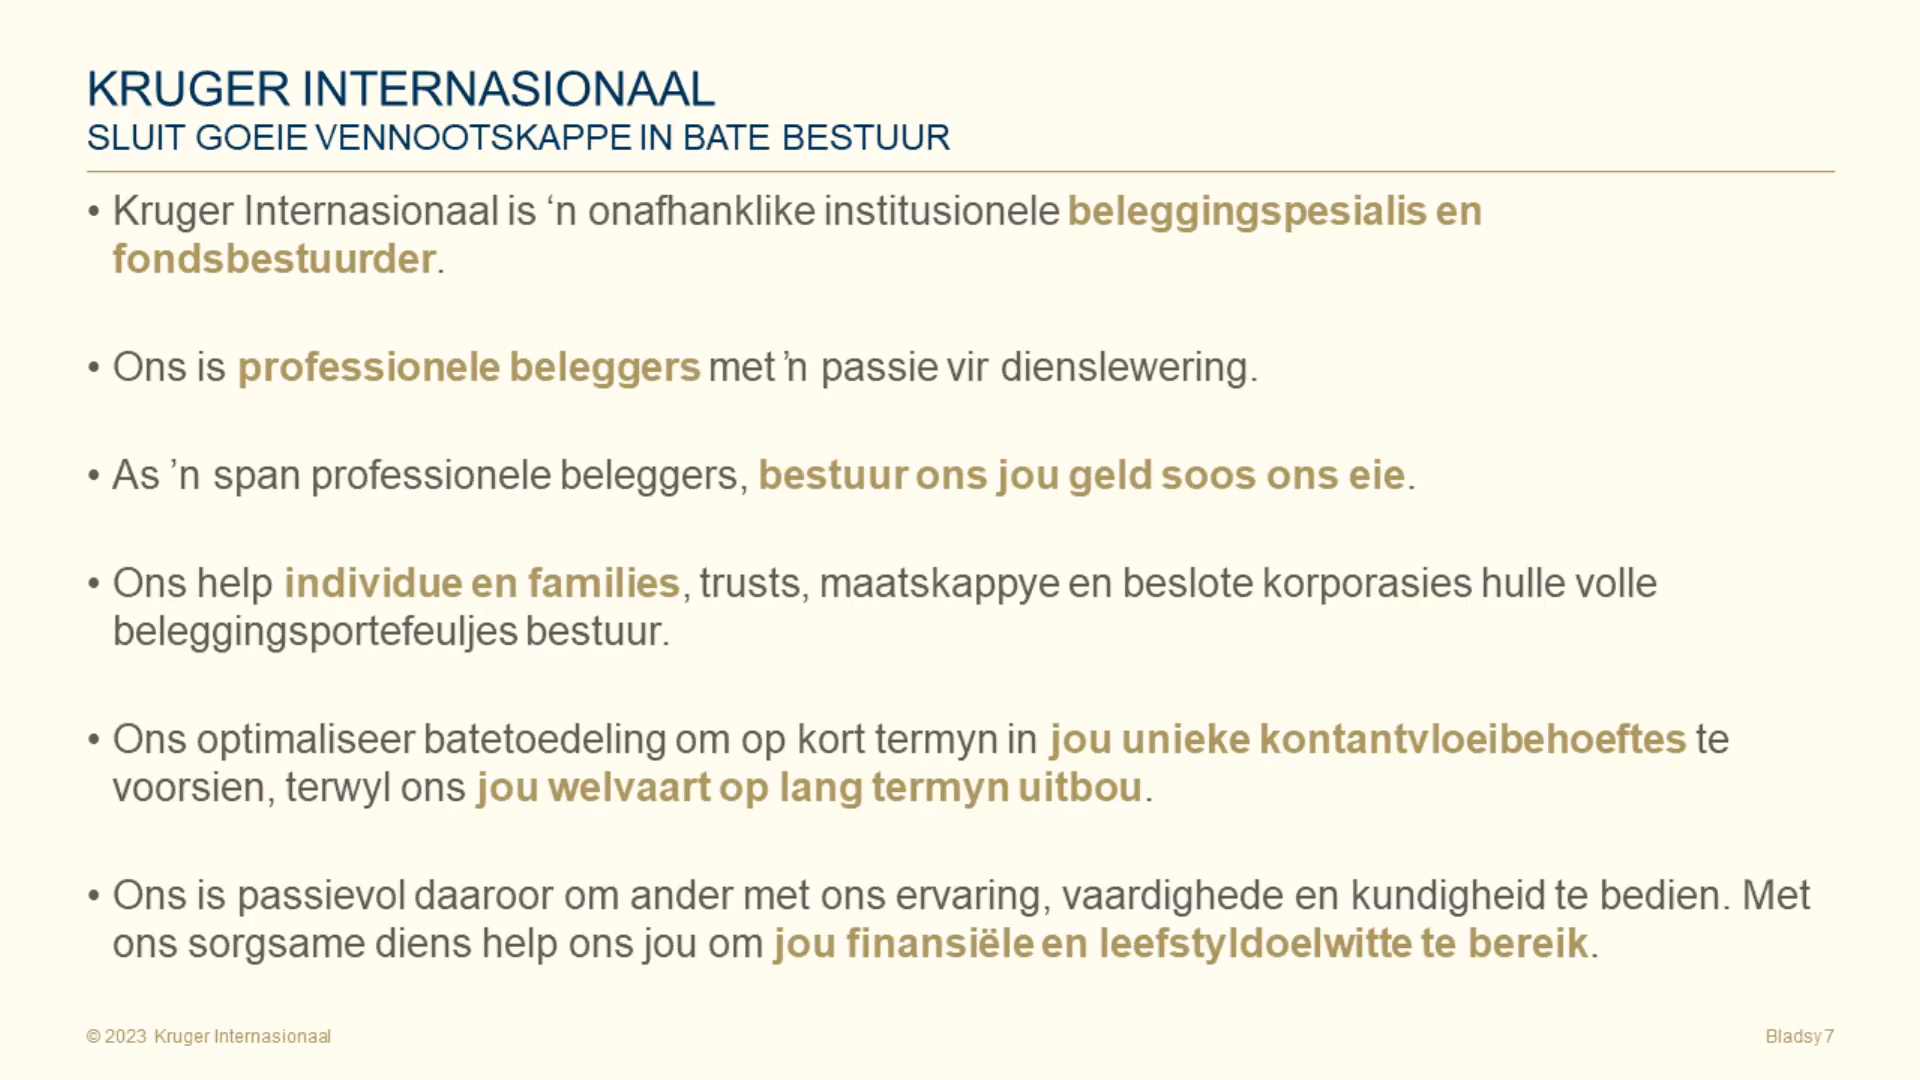 KRUGER INTERNASIONAAL
SLUIT GOEIE VENNOOTSKAPPE IN BATE BESTUUR
• Kruger Internasionaal is ‘n onafhanklike institusionele beleggingspesialis en
fondsbestuurder.
• Ons is professionele beleggers met ’n passie vir dienslewering.
• As ’n span professionele beleggers, bestuur ons jou geld soos ons eie.
• Ons help individue en families, trusts, maatskappye en beslote korporasies hulle volle
beleggingsportefeuljes bestuur.
• Ons optimaliseer batetoedeling om op kort termyn in jou unieke kontantvloeibehoeftes te
voorsien, terwyl ons jou welvaart op lang termyn uitbou.
• Ons is passievol daaroor om ander met ons ervaring, vaardighede en kundigheid te bedien. Met
ons sorgsame diens help ons jou om jou finansiële en leefstyldoelwitte te bereik.
© 2023 Kruger Internasionaal
Bladsy 7